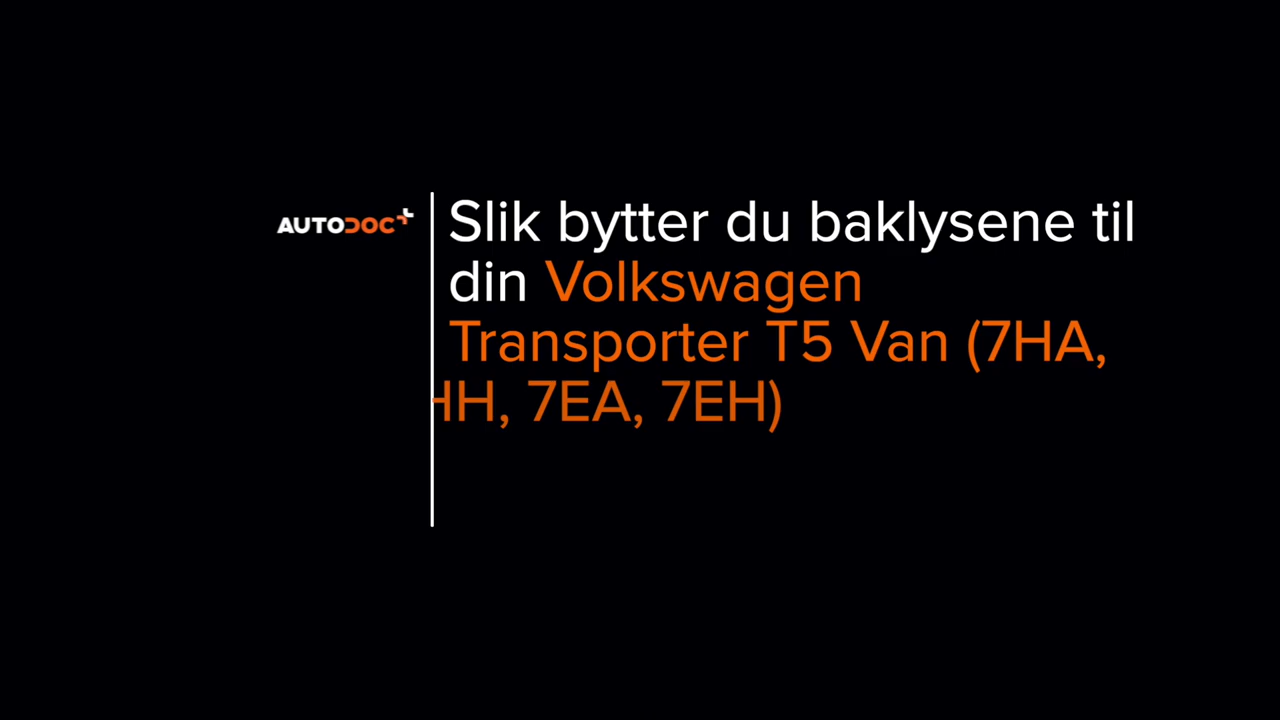 AUTODOC
Slik bytter du baklysene til
din Volkswagen
Transporter T5 Van (7HA,
7EA, 7EH)